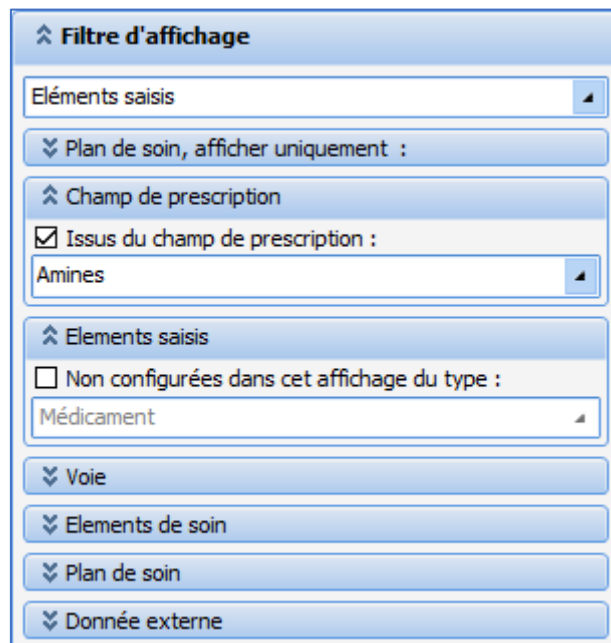 Filtre d'affichage
Eléments saisis
Plan de soin, afficher uniquement :
Champ de prescription
Issus du champ de prescription :
Amines
Elements saisis
Non configurées dans cet affichage du type :
Médicament
Voie
Elements de soin
Plan de soin
Donnée externe